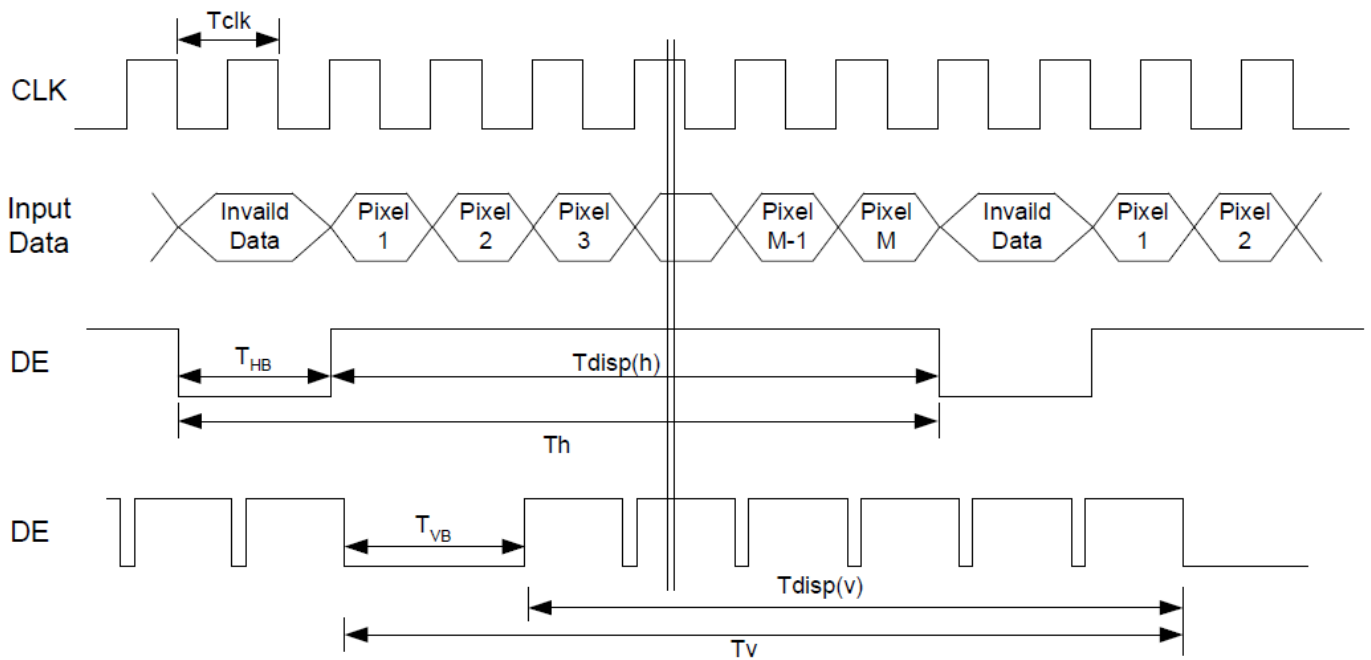 Tclk
CLK
Input
Data
Invaild
Data
Pixel
1
Pixel
2
Pixel
3
Pixel
M-1
Pixel
M
Invaild
Data
Pixel
1
Pixel
2
DE
THB
Tdisp(h)
Th
DE
TVB
Tdisp(v)
Tv